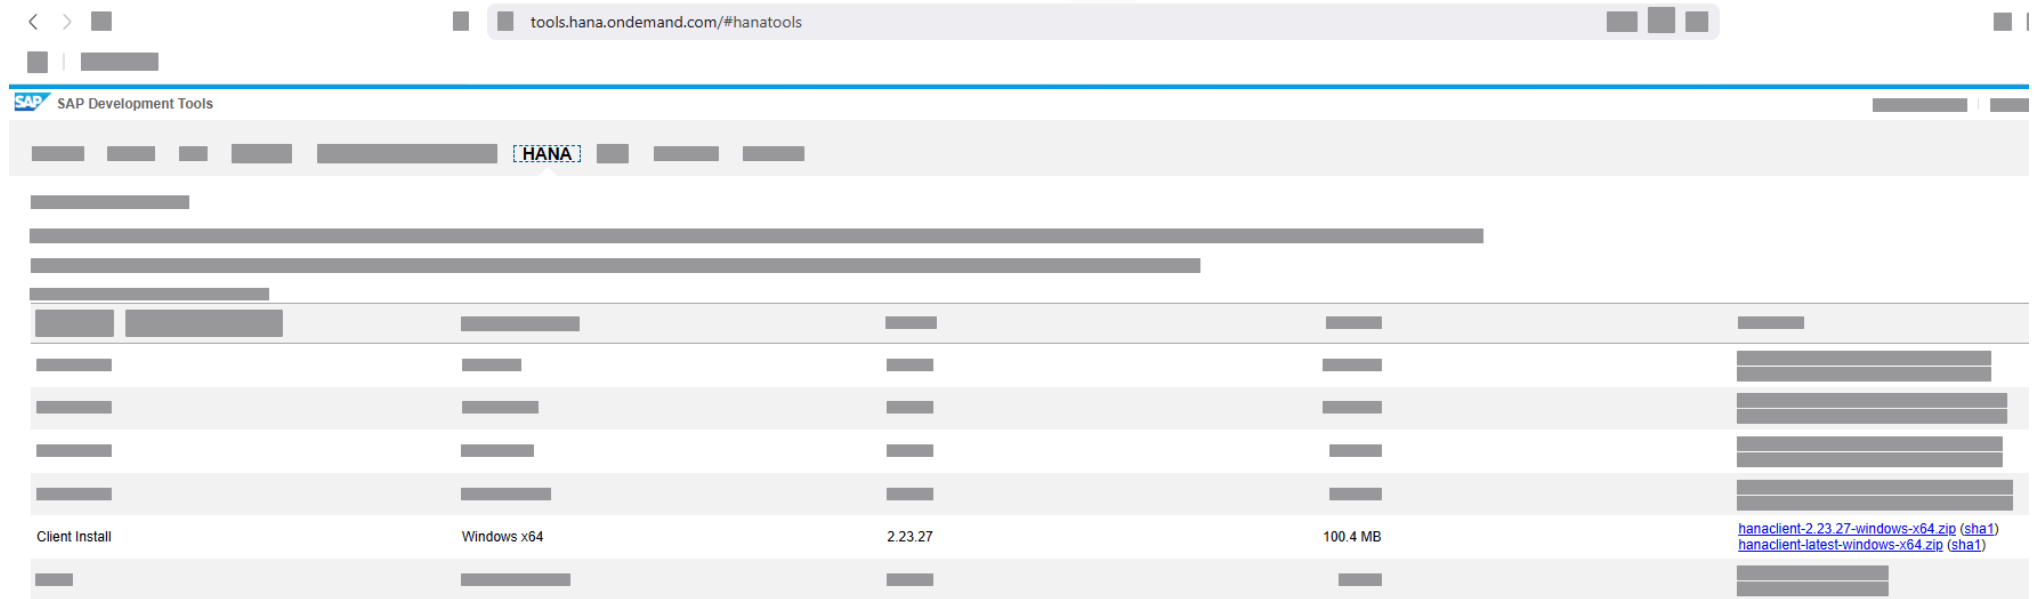 tools.hana.ondemand.com/#hanatools
SAP SAP Development Tools
HANA
Client Install Windows x64 2.23.27 100.4 MB hanaclient-2.23.27-windows-x64.zip (sha1)
hanaclient-latest-windows-x64.zip (sha1)